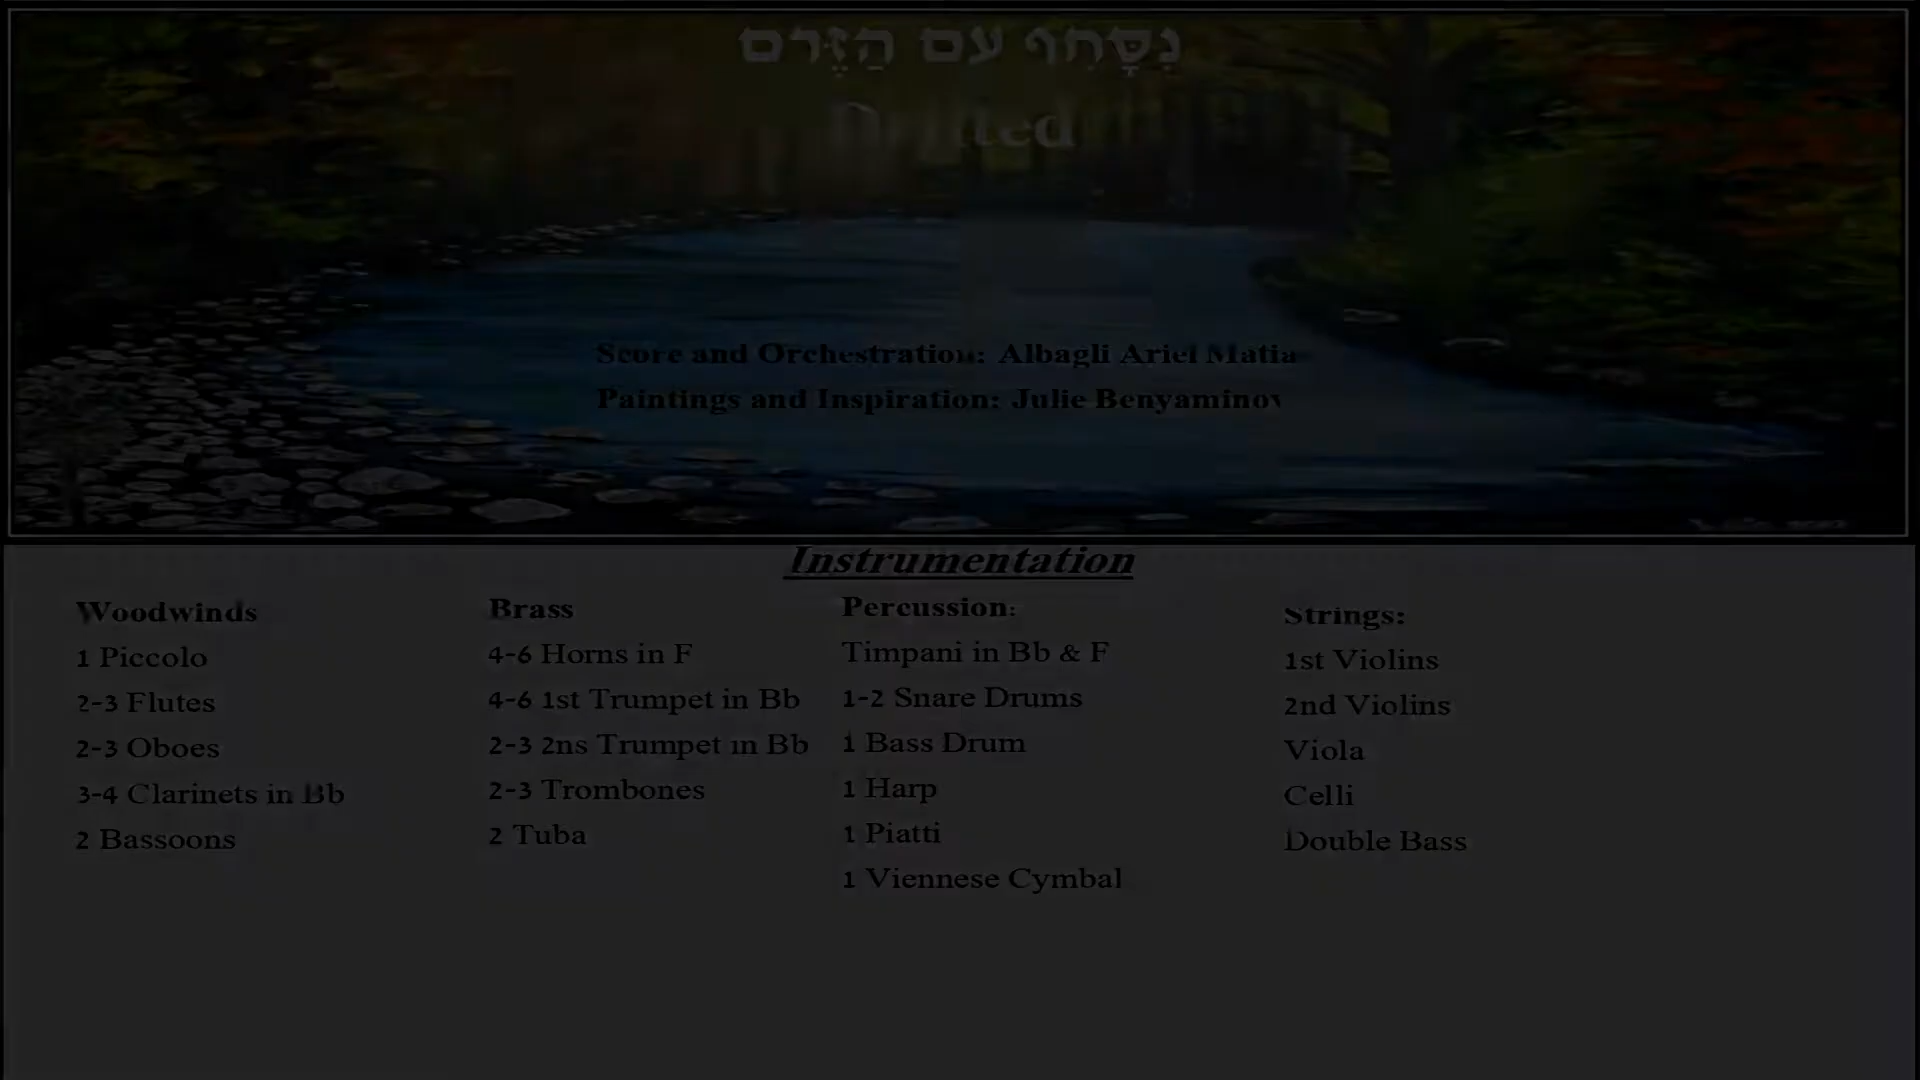 נִסָּחֵף עִם הַזֶּרֶם
Drifted
Score and Orchestration: Albagli Ariel Matia
Paintings and Inspiration: Julie Benyaminov
Instrumentation
Woodwinds
1 Piccolo
2-3 Flutes
2-3 Oboes
3-4 Clarinets in Bb
2 Bassoons
Brass
4-6 Horns in F
4-6 1st Trumpet in Bb
2-3 2ns Trumpet in Bb
2-3 Trombones
2 Tuba
Percussion:
Timpani in Bb & F
1-2 Snare Drums
1 Bass Drum
1 Harp
1 Piatti
1 Viennese Cymbal
Strings:
1st Violins
2nd Violins
Viola
Celli
Double Bass